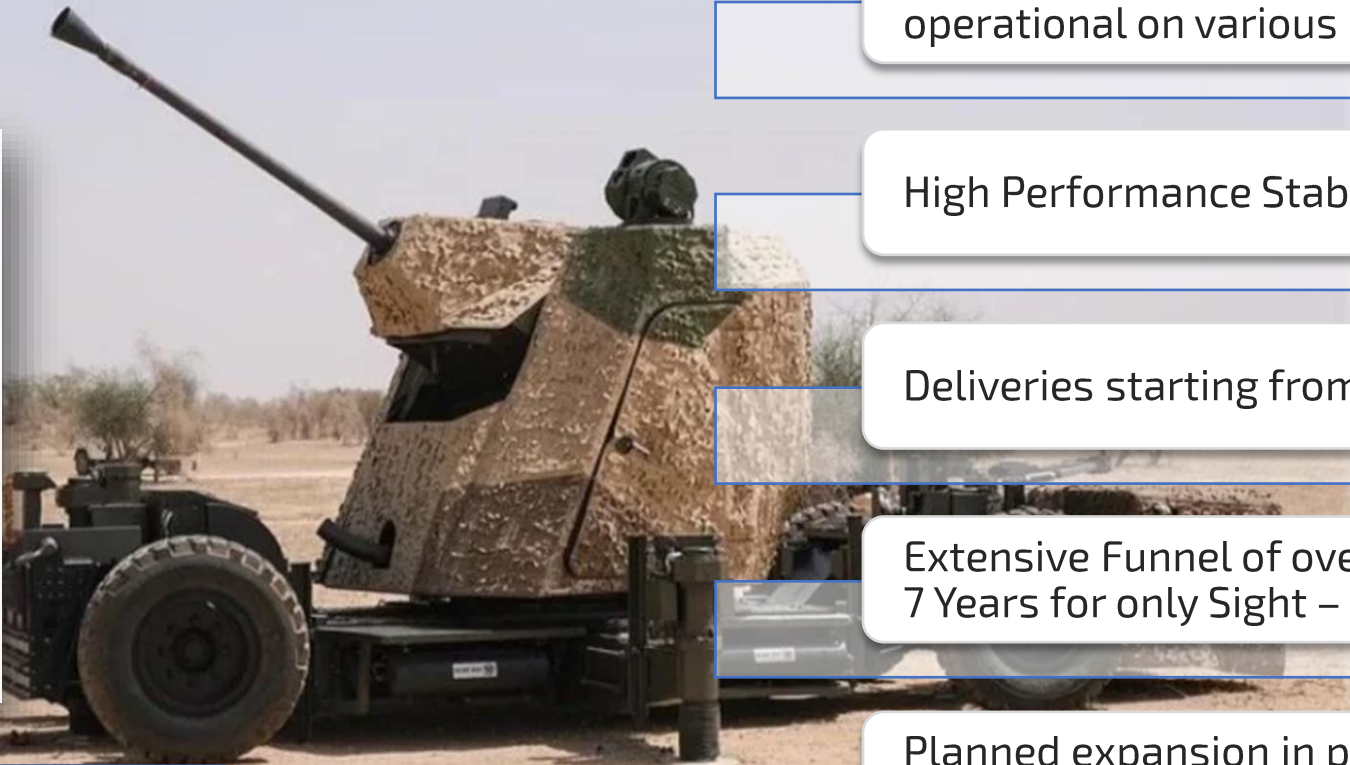 operational on various
High Performance Stab
Deliveries starting from
Extensive Funnel of ove
7 Years for only Sight –
Planned expansion in p